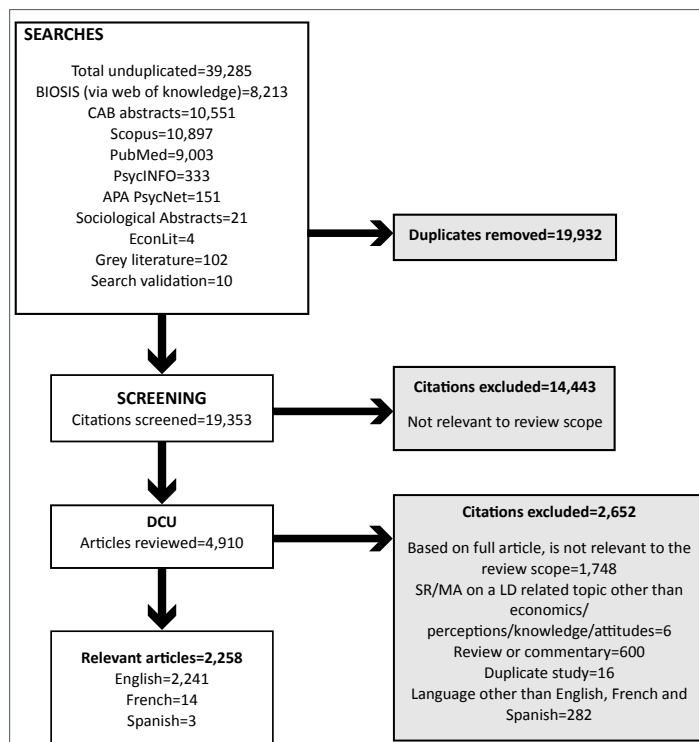 SEARCHES
Total unduplicated=39,285
BIOSIS (via web of knowledge)=8,213
CAB abstracts=10,551
Scopus=10,897
PubMed=9,003
PsycINFO=333
APA PsycNet=151
Sociological Abstracts=21
EconLit=4
Grey literature=102
Search validation=10
Duplicates removed=19,932
SCREENING
Citations screened=19,353
Citations excluded=14,443
Not relevant to review scope
DCU
Articles reviewed=4,910
Citations excluded=2,652
Based on full article, is not relevant to the
review scope=1,748
SR/MA on a LD related topic other than
economics/
perceptions/knowledge/attitudes=6
Review or commentary=600
Duplicate study=16
Language other than English, French and
Spanish=282
Relevant articles=2,258
English=2,241
French=14
Spanish=3